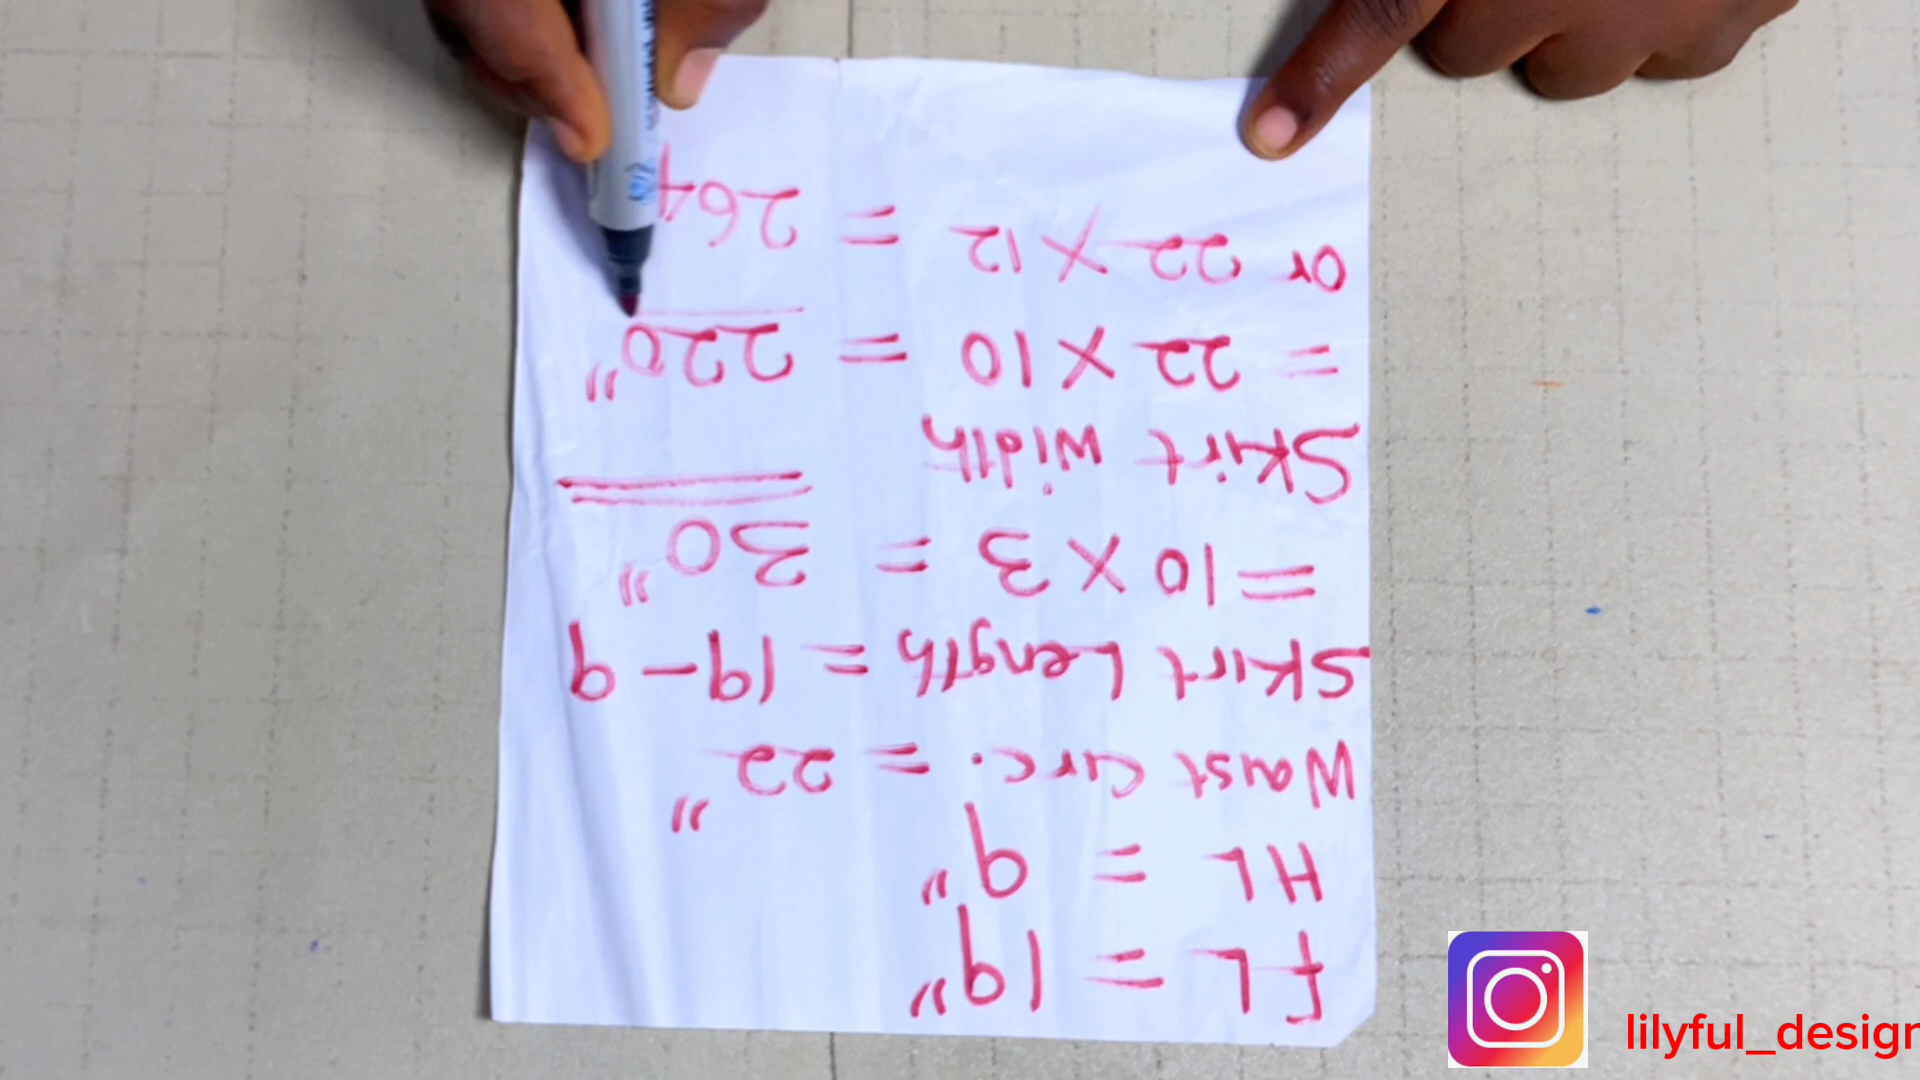 FL = 19"
HL = 9"
Waist Circ. = 22"
Skirt Length = 19 - 9
= 10 X 3 = 30"
Skirt Width
= 22 X 10 = 220"
Or 22 X 12 = 264
lilyful_design